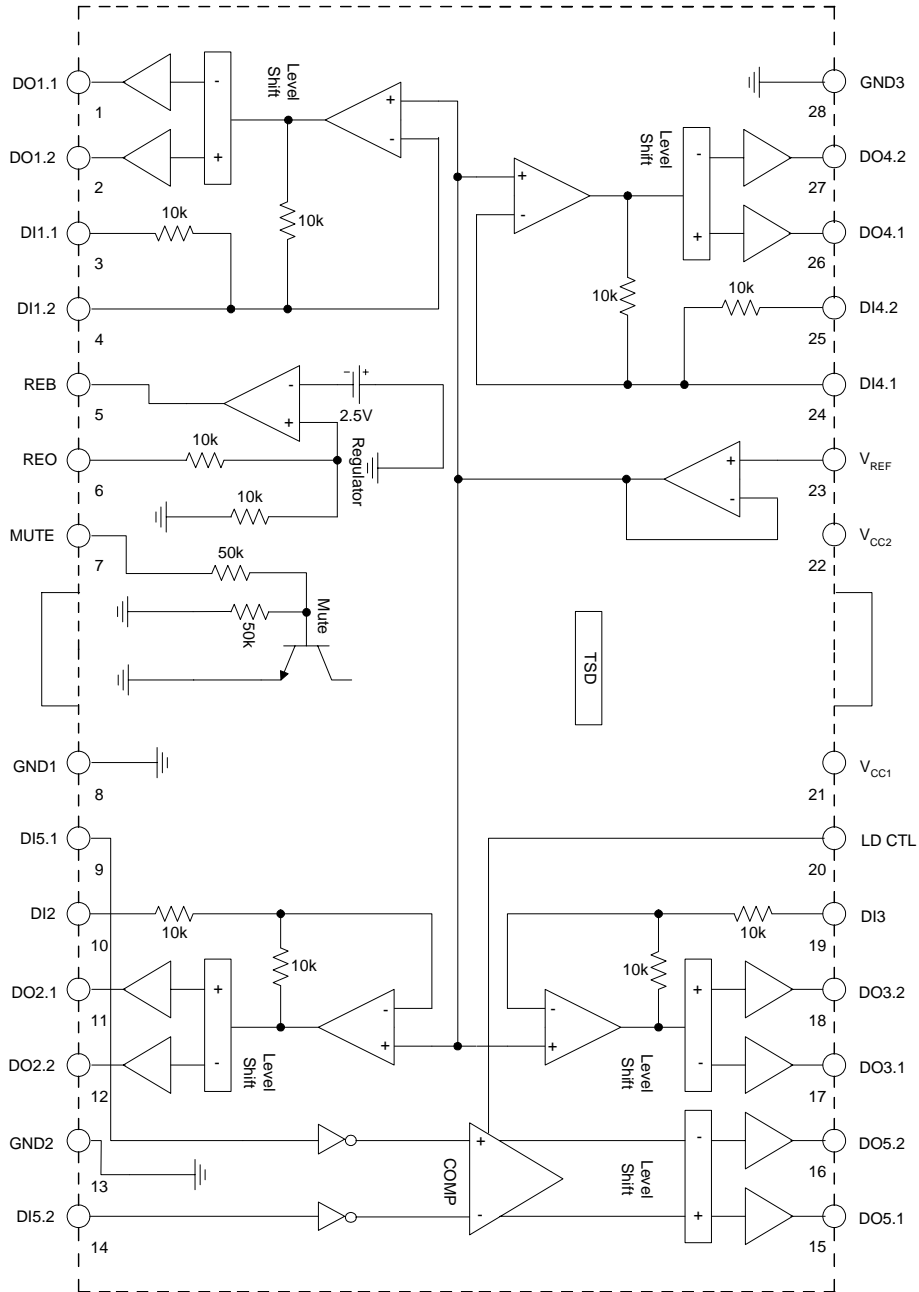 DO1.1
1
DO1.2
2
DI1.1
3
DI1.2
4
REB
5
REO
6
MUTE
7
GND1
8
DI5.1
9
DI2
10
DO2.1
11
DO2.2
12
GND2
13
DI5.2
14
-
+
Level
Shift
+
-
10k
10k
-
+
- +
2.5V
Regulator
10k
10k
50k
50k
Mute
10k
10k
+
-
Level
Shift
-
+
+
-
COMP
TSD
+
-
10k
10k
Level
Shift
-
+
+
-
-
+
10k
10k
Level
Shift
+
-
Level
Shift
-
+
GND3
28
DO4.2
27
DO4.1
26
DI4.2
25
DI4.1
24
VREF
23
VCC2
22
VCC1
21
LD CTL
20
DI3
19
DO3.2
18
DO3.1
17
DO5.2
16
DO5.1
15